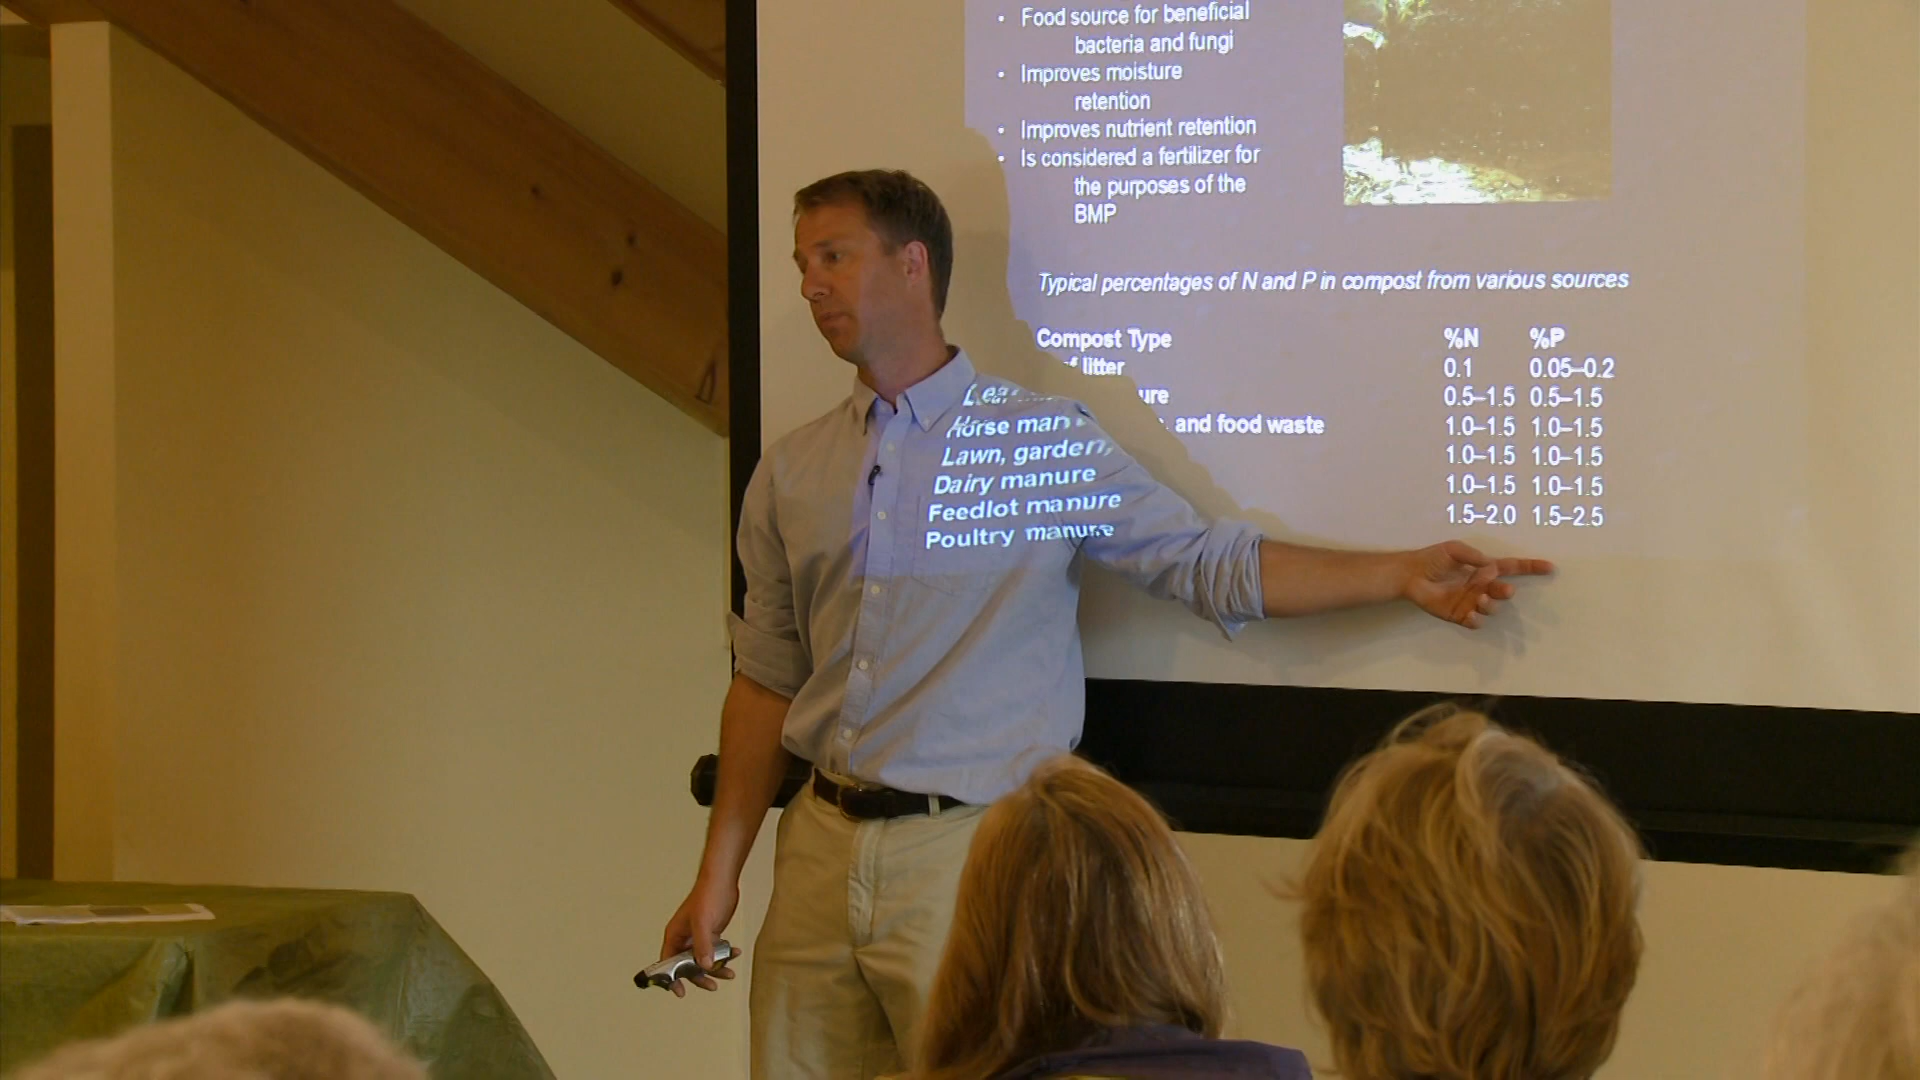 • Food source for beneficial
bacteria and fungi
• Improves moisture
retention
• Improves nutrient retention
• Is considered a fertilizer for
the purposes of the
BMP
Typical percentages of N and P in compost from various sources
Compost Type %N %P
litter 0.1 0.05–0.2
0.5–1.5 0.5–1.5
and food waste 1.0–1.5 1.0–1.5
1.0–1.5 1.0–1.5
1.0–1.5 1.0–1.5
1.5–2.0 1.5–2.5
Horse man
Lawn, garden,
Dairy manure
Feedlot manure
Poultry manure